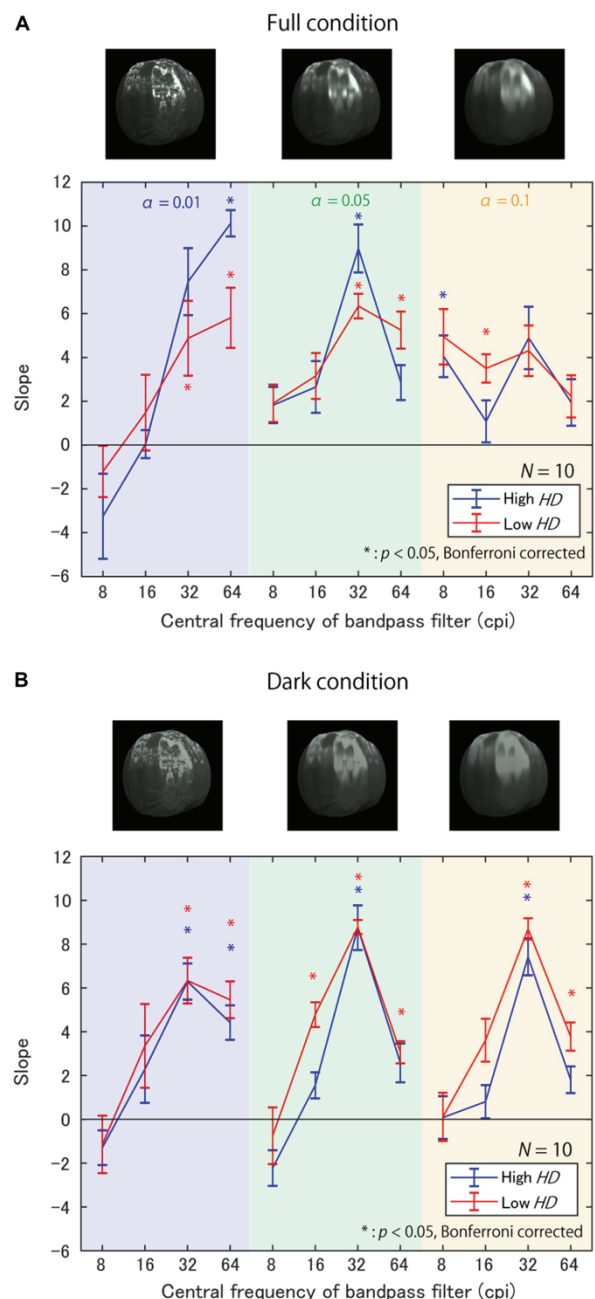 A
Full condition
12
10
8
6
4
2
0
−2
−4
−6
Slope
α = 0.01
α = 0.05
α = 0.1
*
*
*
*
*
*
*
*
N = 10
High HD
Low HD
* : p < 0.05, Bonferroni corrected
8 16 32 64 8 16 32 64 8 16 32 64
Central frequency of bandpass filter (cpi)
B
Dark condition
12
10
8
6
4
2
0
−2
−4
−6
Slope
*
*
*
*
*
*
*
*
*
*
*
N = 10
High HD
Low HD
* : p < 0.05, Bonferroni corrected
8 16 32 64 8 16 32 64 8 16 32 64
Central frequency of bandpass filter (cpi)